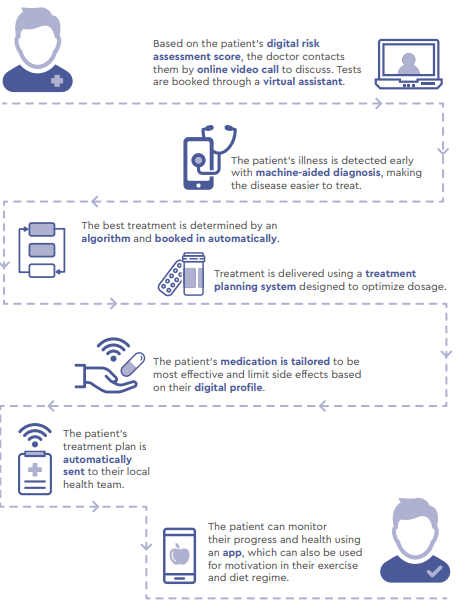 Based on the patient's digital risk
assessment score, the doctor contacts
them by online video call to discuss. Tests
are booked through a virtual assistant.
The patient's illness is detected early
with machine-aided diagnosis, making
the disease easier to treat.
The best treatment is determined by an
algorithm and booked in automatically.
Treatment is delivered using a treatment
planning system designed to optimize dosage.
The patient's medication is tailored to be
most effective and limit side effects based
on their digital profile.
The patient's
treatment plan is
automatically
sent to their local
health team.
The patient can monitor
their progress and health using
an app, which can also be used
for motivation in their exercise
and diet regime.